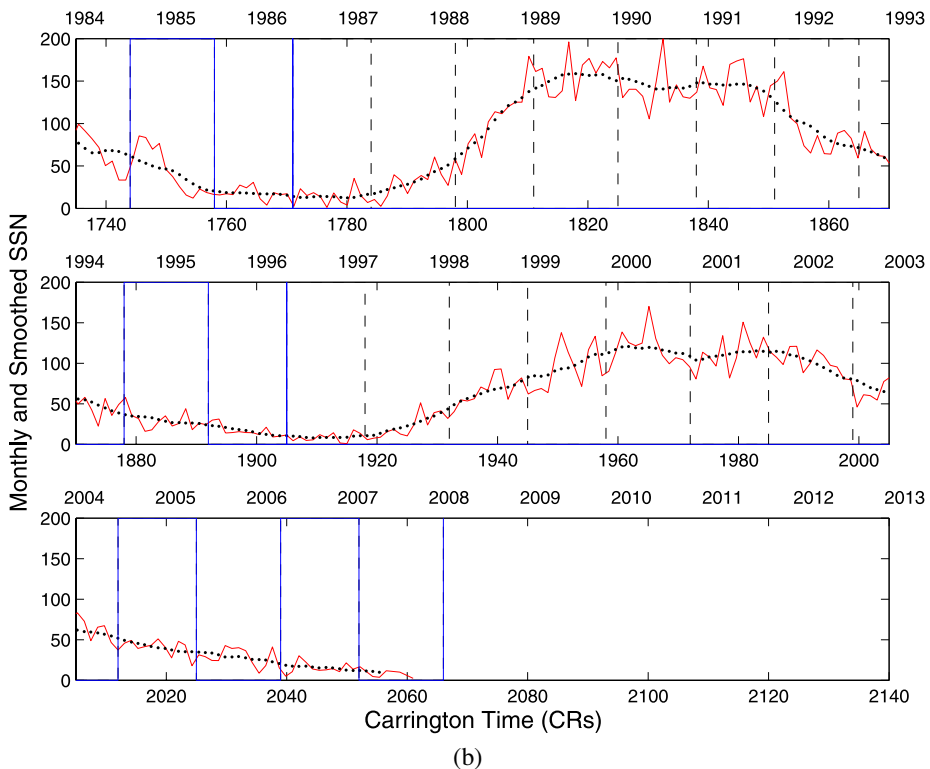 1984 1985 1986 1987 1988 1989 1990 1991 1992 1993
200
150
100
50
0
1740 1760 1780 1800 1820 1840 1860
1994 1995 1996 1997 1998 1999 2000 2001 2002 2003
200
150
100
50
0
1880 1900 1920 1940 1960 1980 2000
2004 2005 2006 2007 2008 2009 2010 2011 2012 2013
200
150
100
50
0
2020 2040 2060 2080 2100 2120 2140
Monthly and Smoothed SSN
Carrington Time (CRs)
(b)